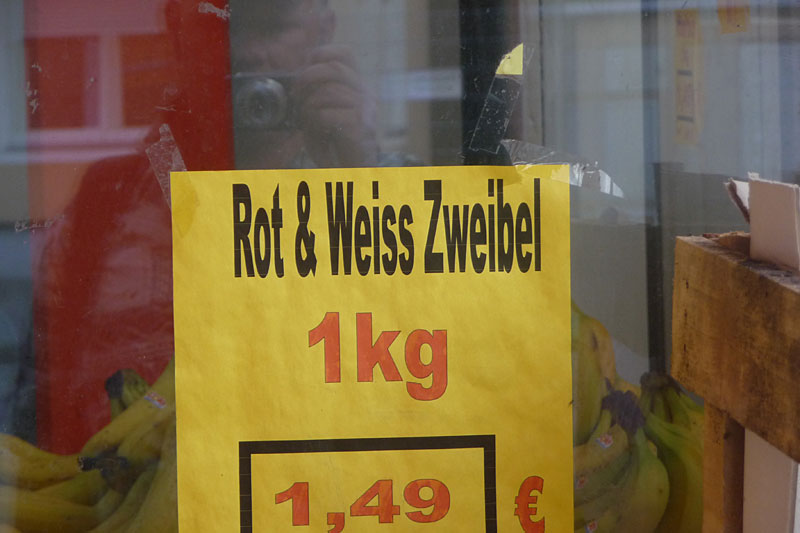 Rot & Weiss Zweibel
1kg
1,49 €